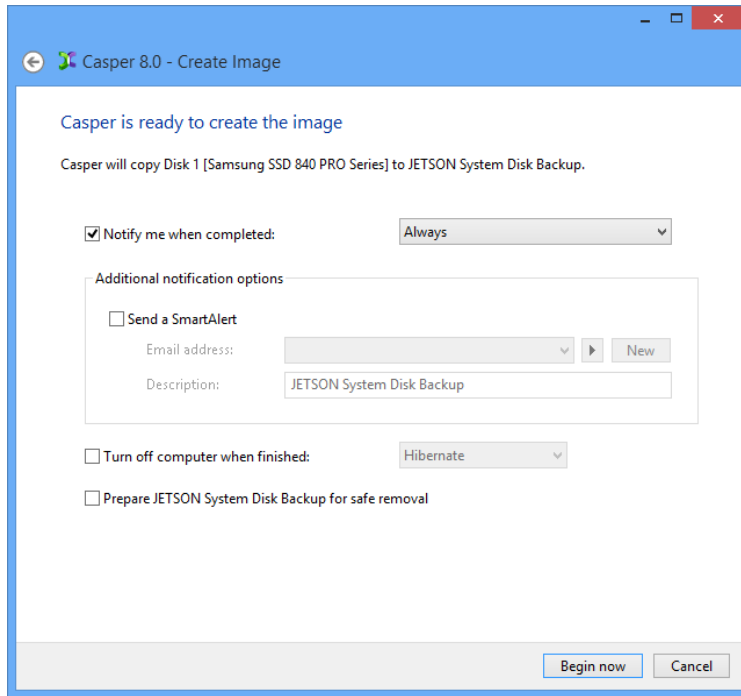 Casper 8.0 - Create Image
Casper is ready to create the image
Casper will copy Disk 1 [Samsung SSD 840 PRO Series] to JETSON System Disk Backup.
Notify me when completed: Always
Additional notification options
Send a SmartAlert
Email address: New
Description: JETSON System Disk Backup
Turn off computer when finished: Hibernate
Prepare JETSON System Disk Backup for safe removal
Begin now Cancel